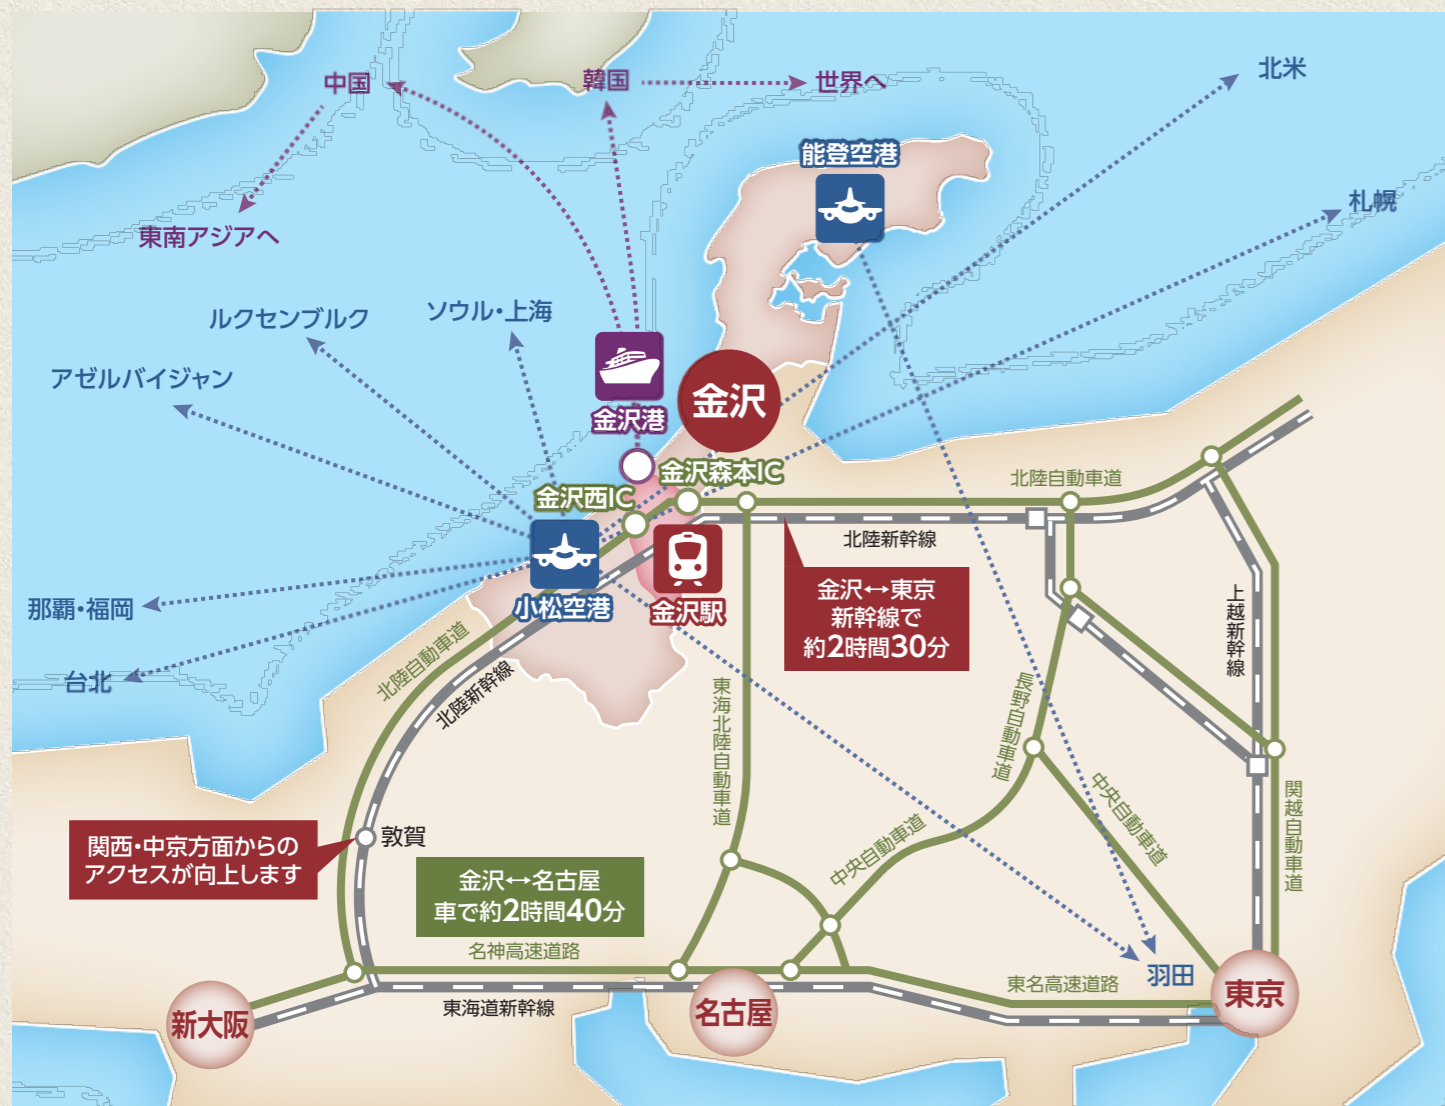 中国
韓国
世界へ
北米
能登空港
札幌
東南アジアへ
ルクセンブルク
ソウル・上海
アゼルバイジャン
金沢港
金沢
金沢森本IC
金沢西IC
北陸自動車道
北陸新幹線
小松空港
金沢駅
金沢↔東京
新幹線で
約2時間30分
上越新幹線
那覇・福岡
台北
北陸自動車道
北陸新幹線
東海北陸自動車道
長野自動車道
中央自動車道
中央自動車道
関越自動車道
関西・中京方面からの
アクセスが向上します
敦賀
金沢↔名古屋
車で約2時間40分
名神高速道路
東海道新幹線
東名高速道路
羽田
新大阪
名古屋
東京